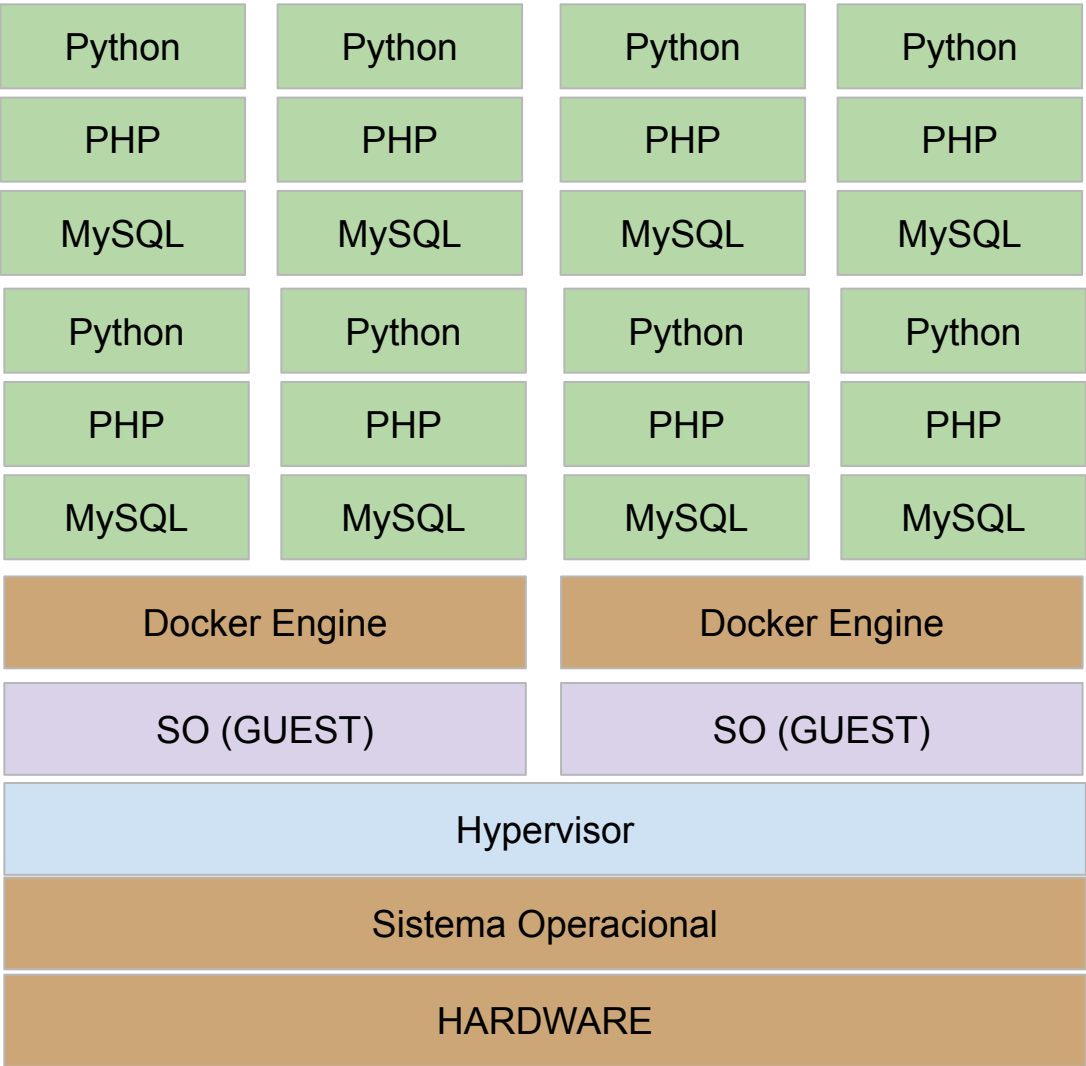 Python Python Python Python
PHP PHP PHP PHP
MySQL MySQL MySQL MySQL
Python Python Python Python
PHP PHP PHP PHP
MySQL MySQL MySQL MySQL
Docker Engine Docker Engine
SO (GUEST) SO (GUEST)
Hypervisor
Sistema Operacional
HARDWARE